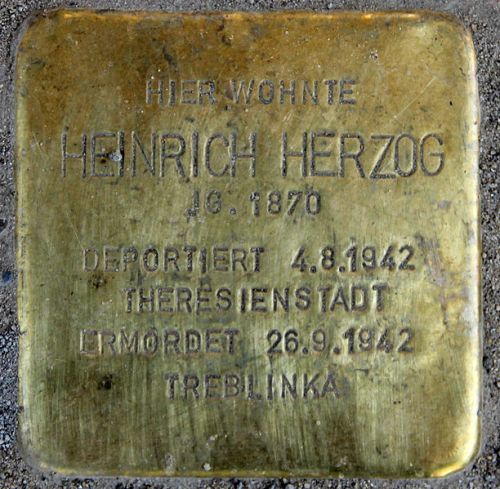 HIER WOHNTE
HEINRICH HERZOG
JG. 1870
DEPORTIERT 4.8.1942
THERESIENSTADT
ERMORDET 26.9.1942
TREBLINKA